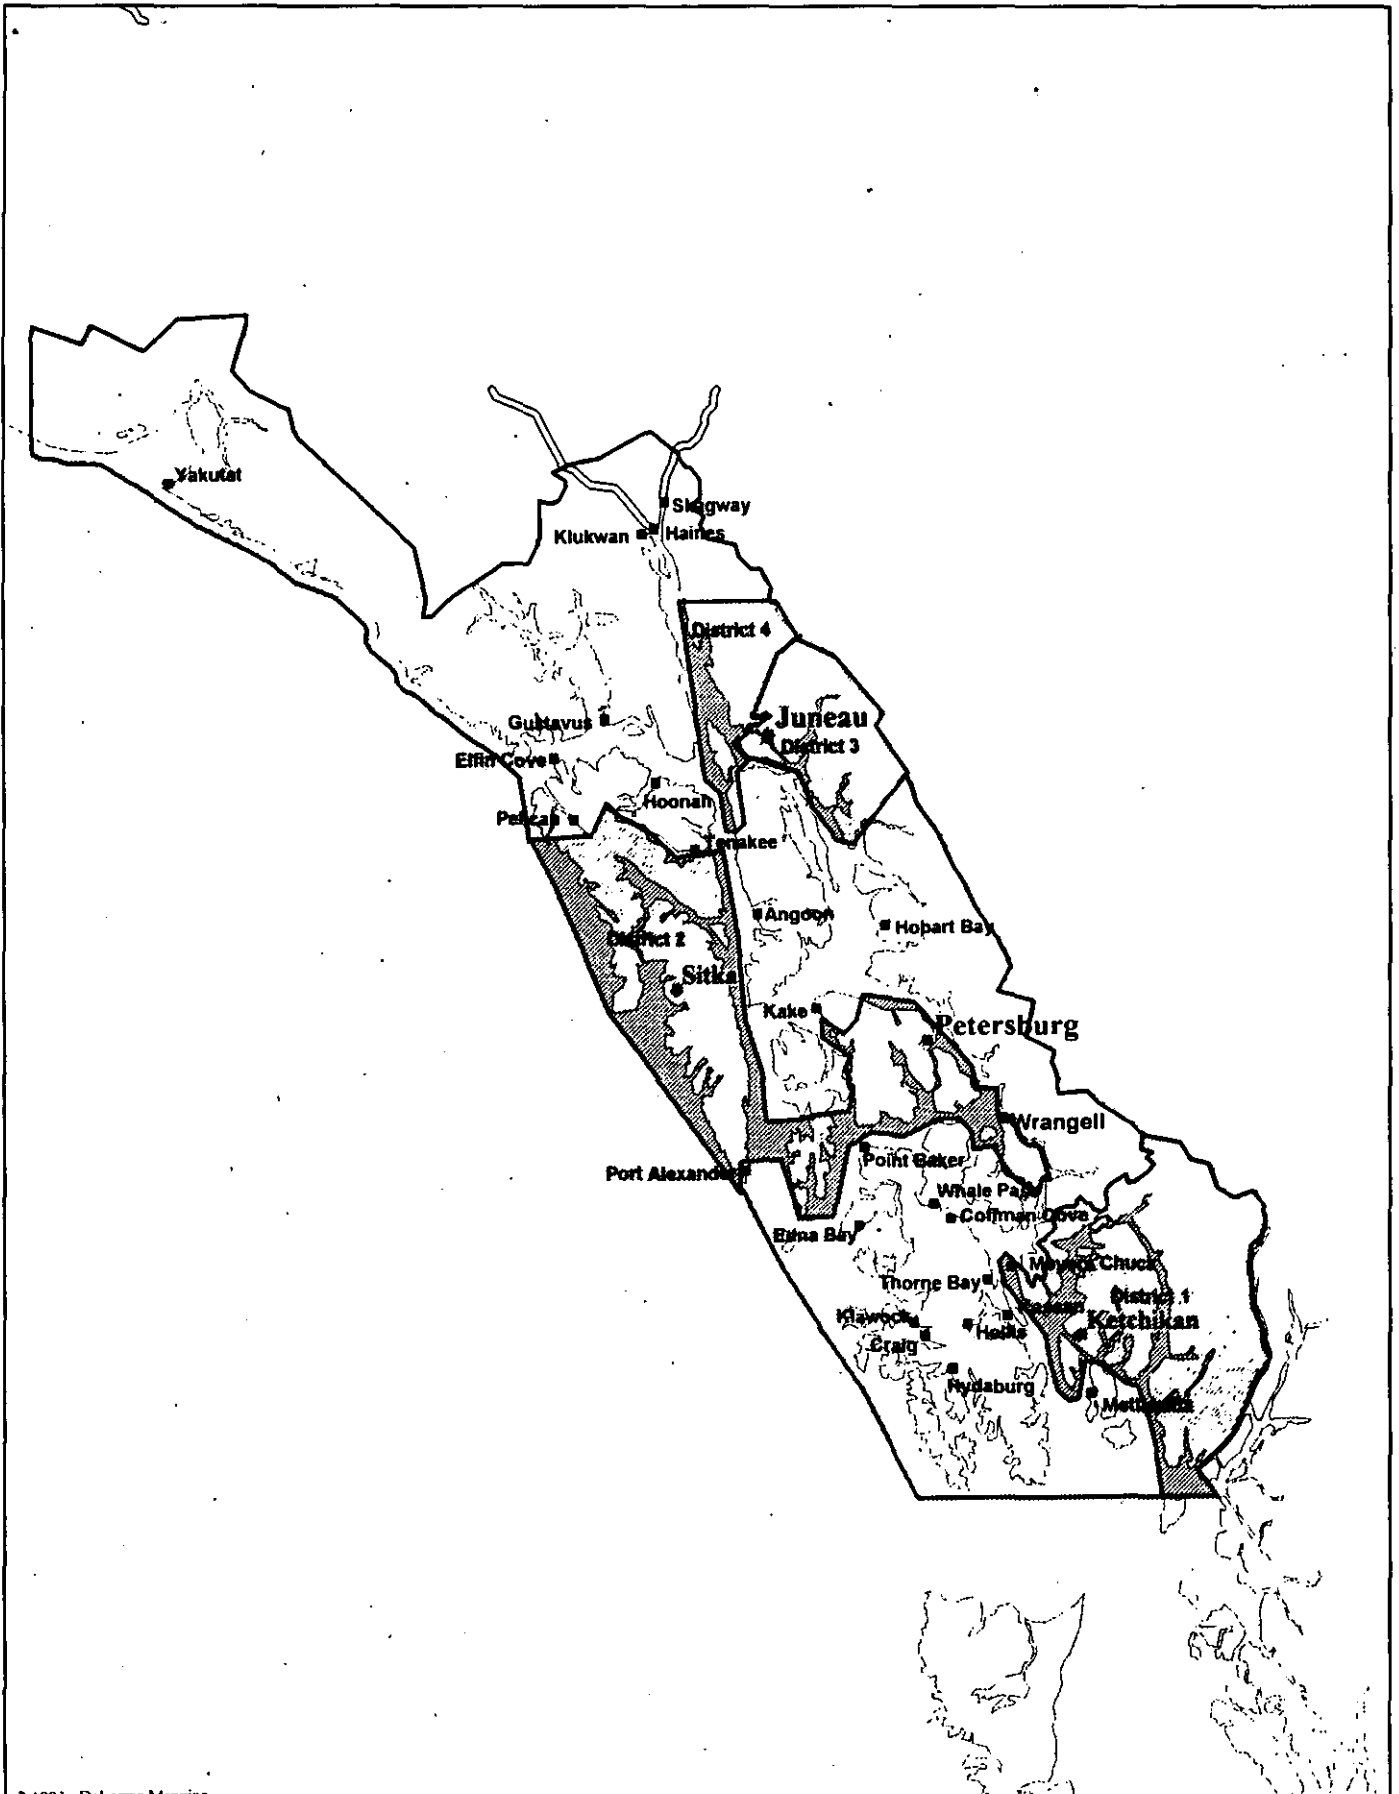 Yakutat
Skagway
Klukwan
Haines
District 4
Gustavus
Juneau
District 3
Elfin Cove
Hoonah
Pelican
Tenakee
Angoon
Hobart Bay
District 2
Sitka
Kake
Petersburg
Wrangell
Point Baker
Port Alexander
Whale Pass
Coffman Cove
Edna Bay
Meyers Chuck
Thorne Bay
District 1
Kasaan
Klawock
Hollis
Ketchikan
Craig
Hydaburg
Metlakatla